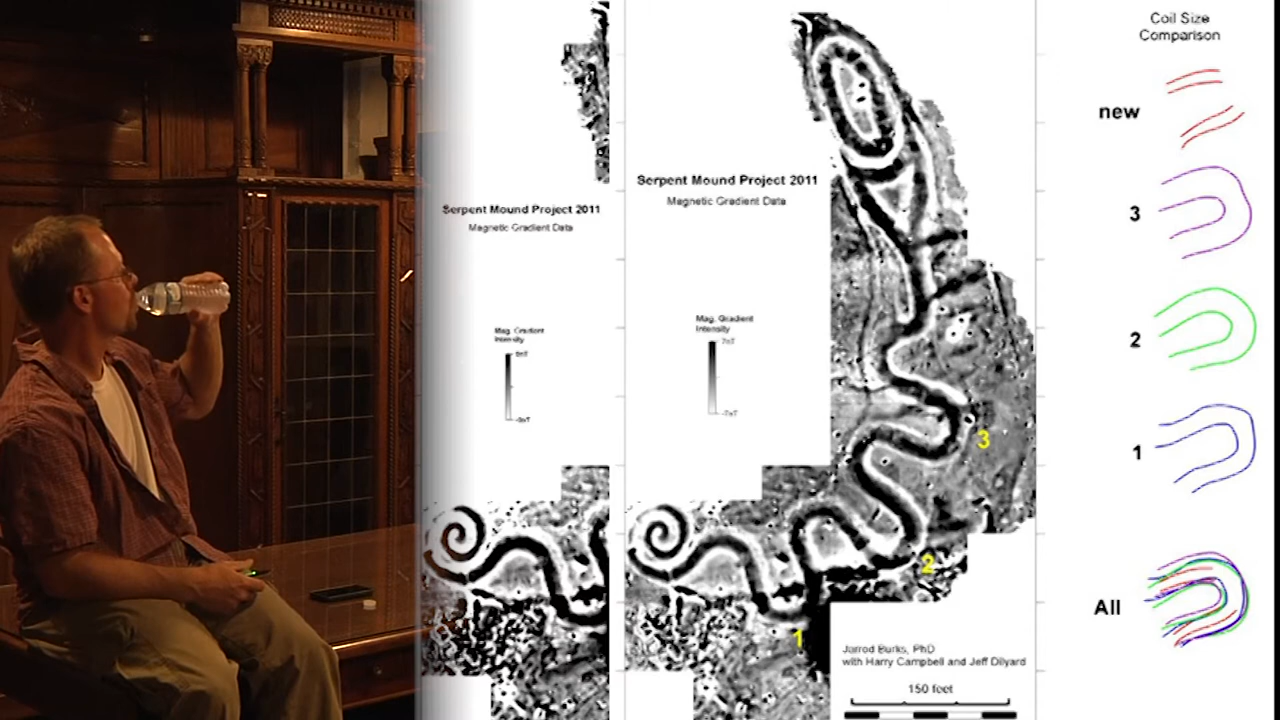 Serpent Mound Project 2011
Magnetic Gradient Data
Mag. Gradient
Intensity
Serpent Mound Project 2011
Magnetic Gradient Data
Mag. Gradient
Intensity
3
2
1
Jarrod Burks, PhD
with Harry Campbell and Jeff Dilyard
150 feet
Coil Size
Comparison
new
3
2
1
All